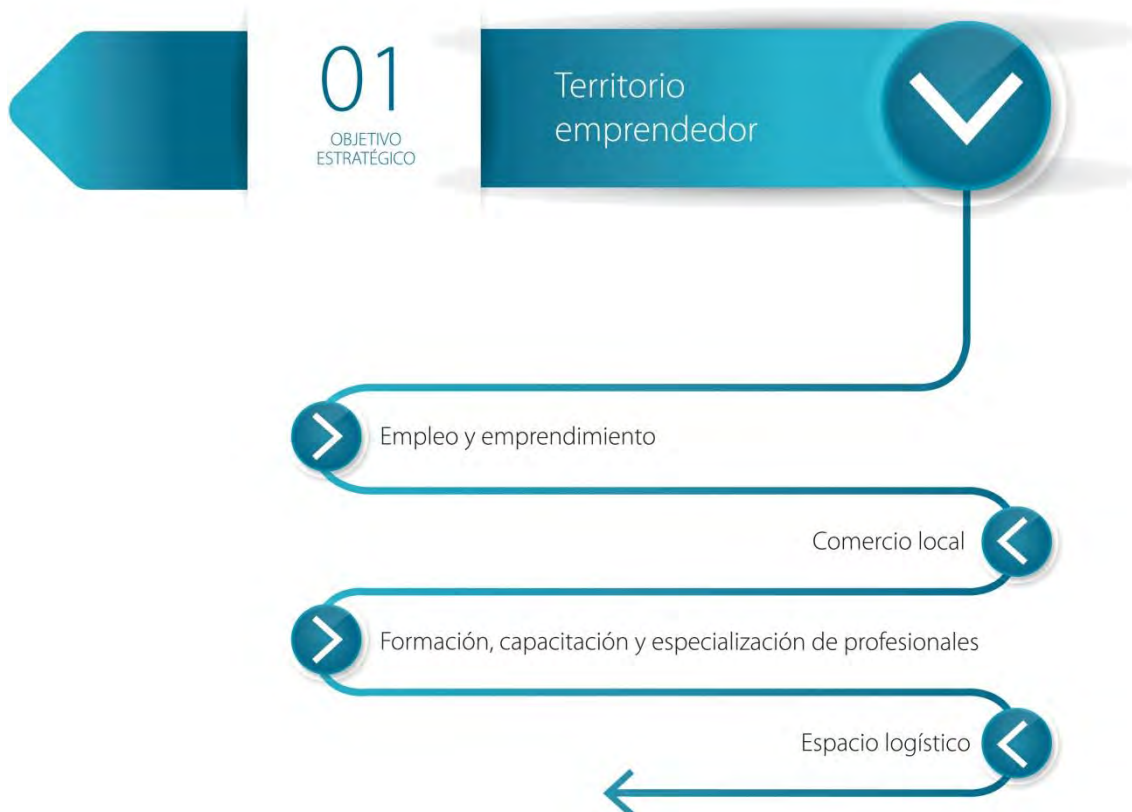 01
OBJETIVO
ESTRATÉGICO
Territorio
emprendedor
Empleo y emprendimiento
Comercio local
Formación, capacitación y especialización de profesionales
Espacio logístico